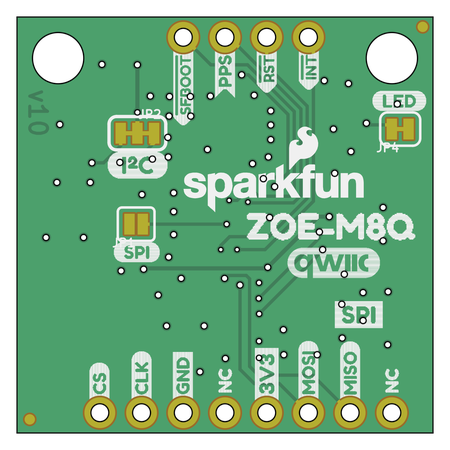 SFBOOT PPS RST INT
v10
LED
JP2
JP4
I²C
sparkfun
ZOE-M8Q
SPI
qwiic
SPI
CS CLK GND NC 3V3 MOSI MISO NC